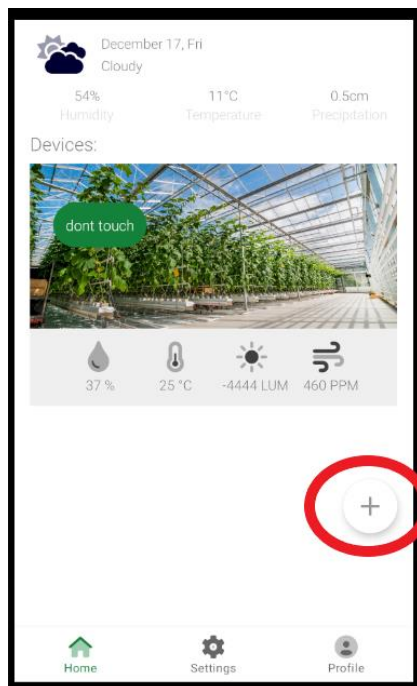 December 17, Fri
Cloudy
54% 11°C 0.5cm
Humidity Temperature Precipitation
Devices:
dont touch
37 % 25 °C -4444 LUM 460 PPM
+
Home Settings Profile